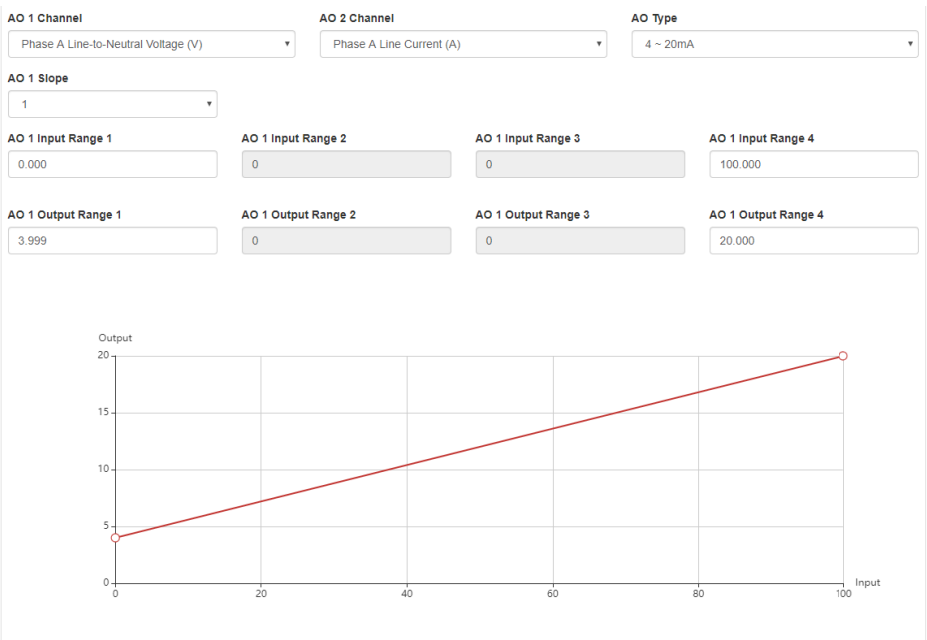 AO 1 Channel AO 2 Channel AO Type
Phase A Line-to-Neutral Voltage (V) Phase A Line Current (A) 4 ~ 20mA
AO 1 Slope
1
AO 1 Input Range 1 AO 1 Input Range 2 AO 1 Input Range 3 AO 1 Input Range 4
0.000 0 0 100.000
AO 1 Output Range 1 AO 1 Output Range 2 AO 1 Output Range 3 AO 1 Output Range 4
3.999 0 0 20.000
Output
20
15
10
5
0
0 20 40 60 80 100
Input